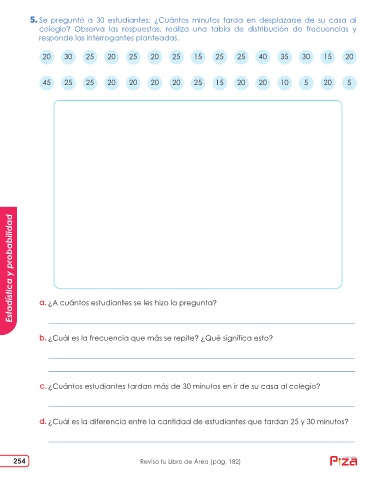 5. Se preguntó a 30 estudiantes: ¿Cuántos minutos tarda en desplazarse de su casa al
colegio? Observa las respuestas, realiza una tabla de distribución de frecuencias y
responde las interrogantes planteadas.
20 30 25 20 25 20 25 15 25 25 40 35 30 15 20
45 25 25 20 20 20 20 25 15 20 20 10 5 20 5
a. ¿A cuántos estudiantes se les hizo la pregunta?
b. ¿Cuál es la frecuencia que más se repite? ¿Qué significa esto?
c. ¿Cuántos estudiantes tardan más de 30 minutos en ir de su casa al colegio?
d. ¿Cuál es la diferencia entre la cantidad de estudiantes que tardan 25 y 30 minutos?
Estadística y probabilidad
254
Revisa tu Libro de Área (pág. 182)